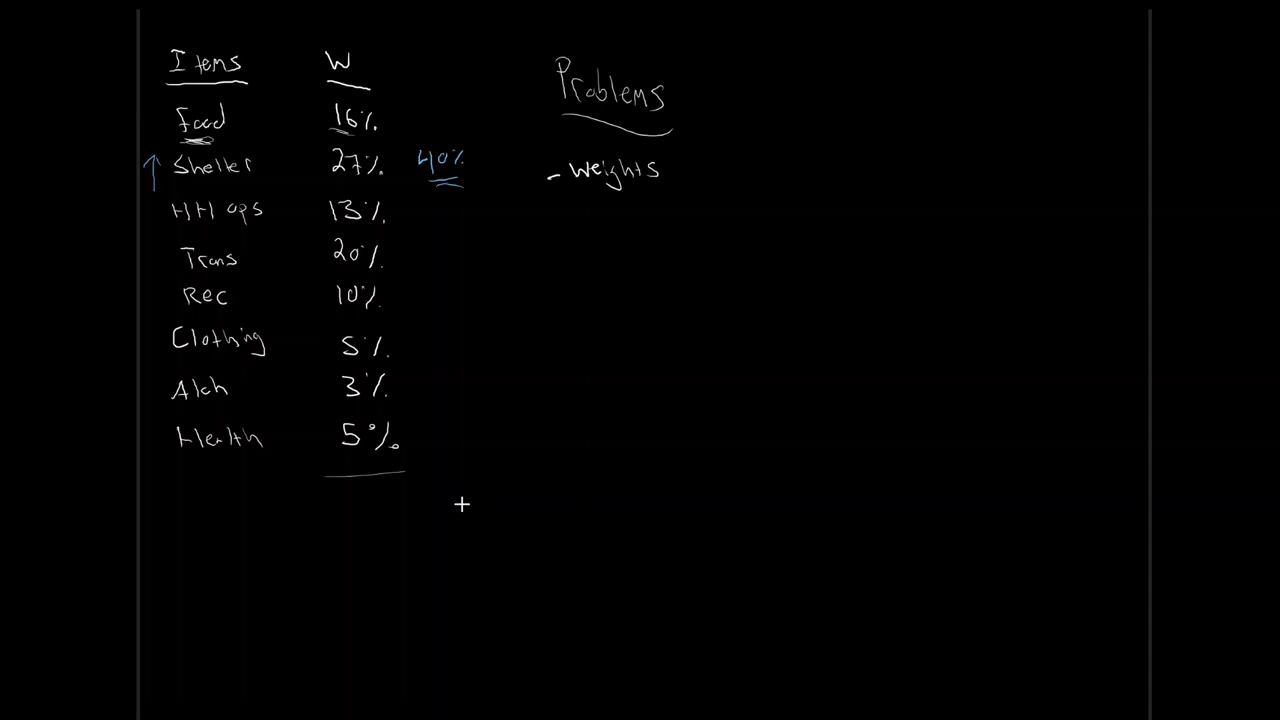 Items W
Food 16%
Shelter 27% 40%
HH ops 13%
Trans 20%
Rec 10%
Clothing 5%
Alch 3%
Health 5%
Problems
- Weights